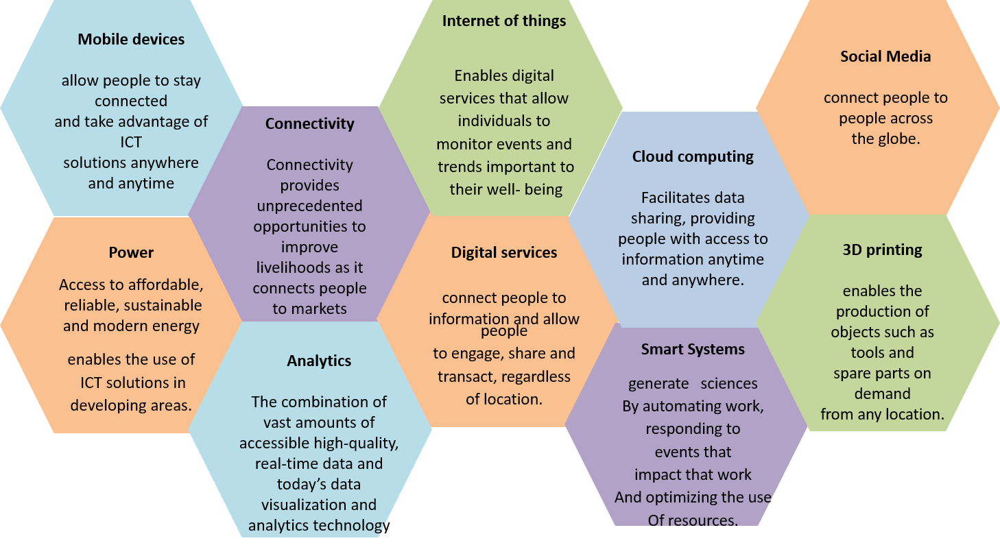 Mobile devices
allow people to stay
connected
and take advantage of
ICT
solutions anywhere
and anytime
Power
Access to affordable,
reliable, sustainable
and modern energy
enables the use of
ICT solutions in
developing areas.
Connectivity
Connectivity
provides
unprecedented
opportunities to
improve
livelihoods as it
connects people
to markets
Analytics
The combination of
vast amounts of
accessible high-quality,
real-time data and
today’s data
visualization and
analytics technology
Internet of things
Enables digital
services that allow
individuals to
monitor events and
trends important to
their well- being
Digital services
connect people to
information and allow
people
to engage, share and
transact, regardless
of location.
Cloud computing
Facilitates data
sharing, providing
people with access to
information anytime
and anywhere.
Smart Systems
generate sciences
By automating work,
responding to
events that
impact that work
And optimizing the use
Of resources.
Social Media
connect people to
people across
the globe.
3D printing
enables the
production of
objects such as
tools and
spare parts on
demand
from any location.